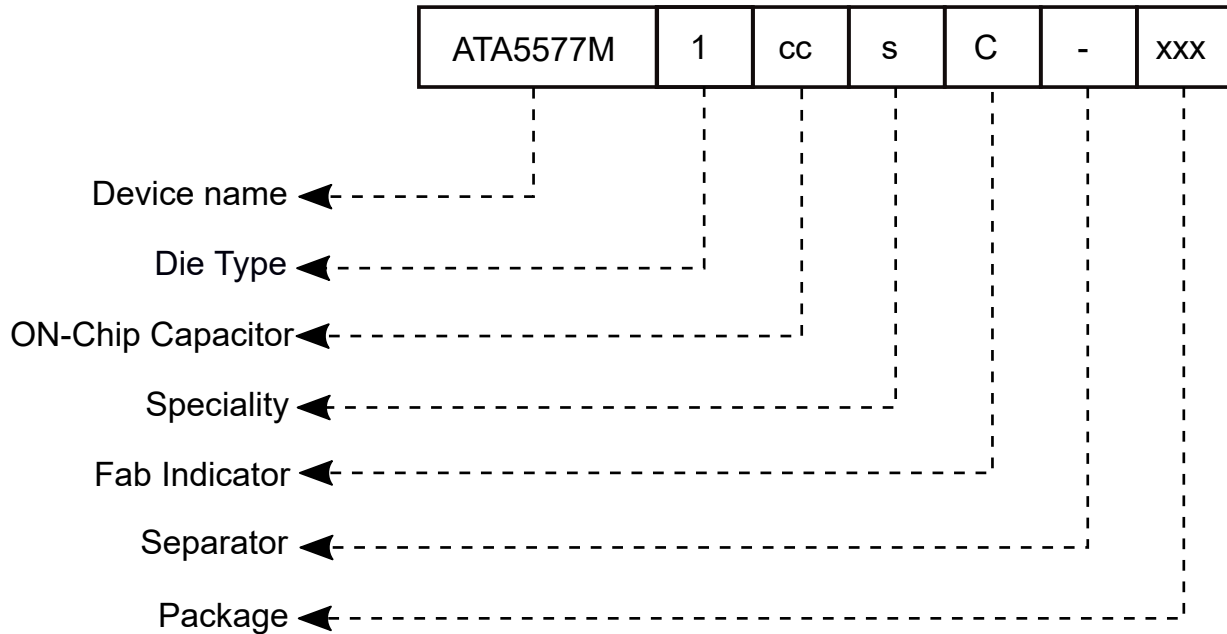 ATA5577M 1 cc s C - xxx
Device name
Die Type
ON-Chip Capacitor
Speciality
Fab Indicator
Separator
Package